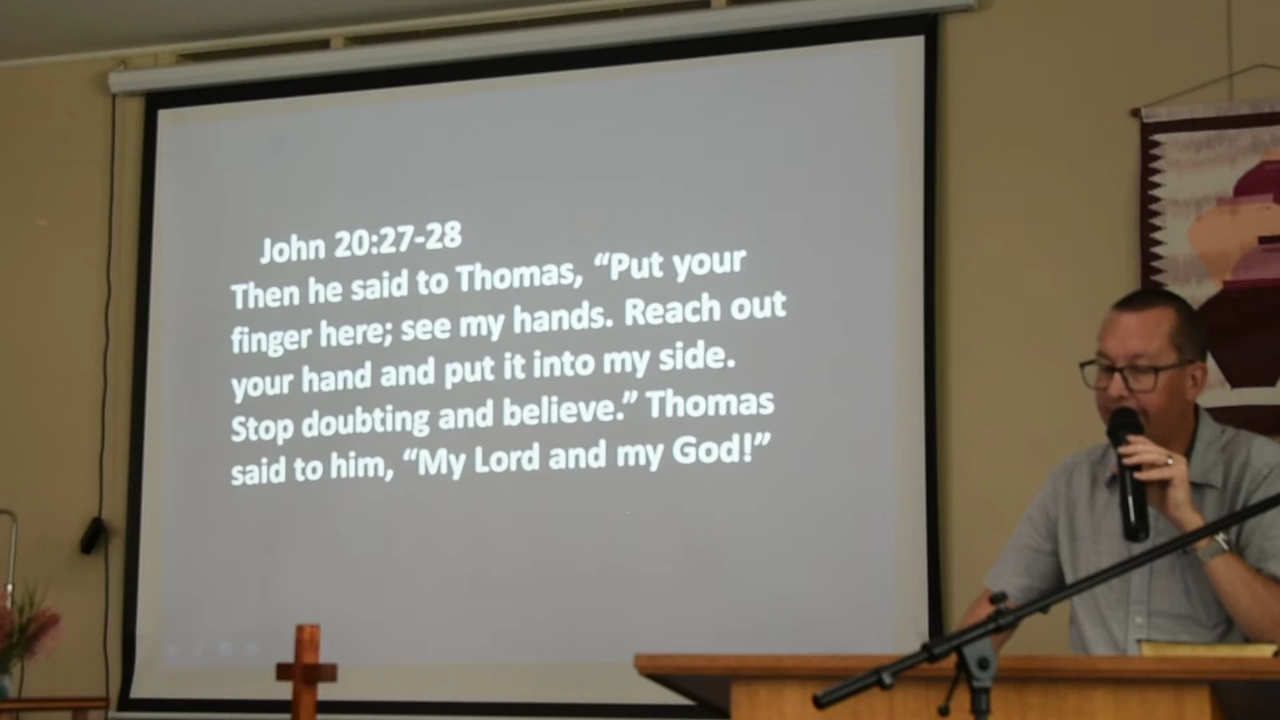 John 20:27-28
Then he said to Thomas, “Put your
finger here; see my hands. Reach out
your hand and put it into my side.
Stop doubting and believe.” Thomas
said to him, “My Lord and my God!”